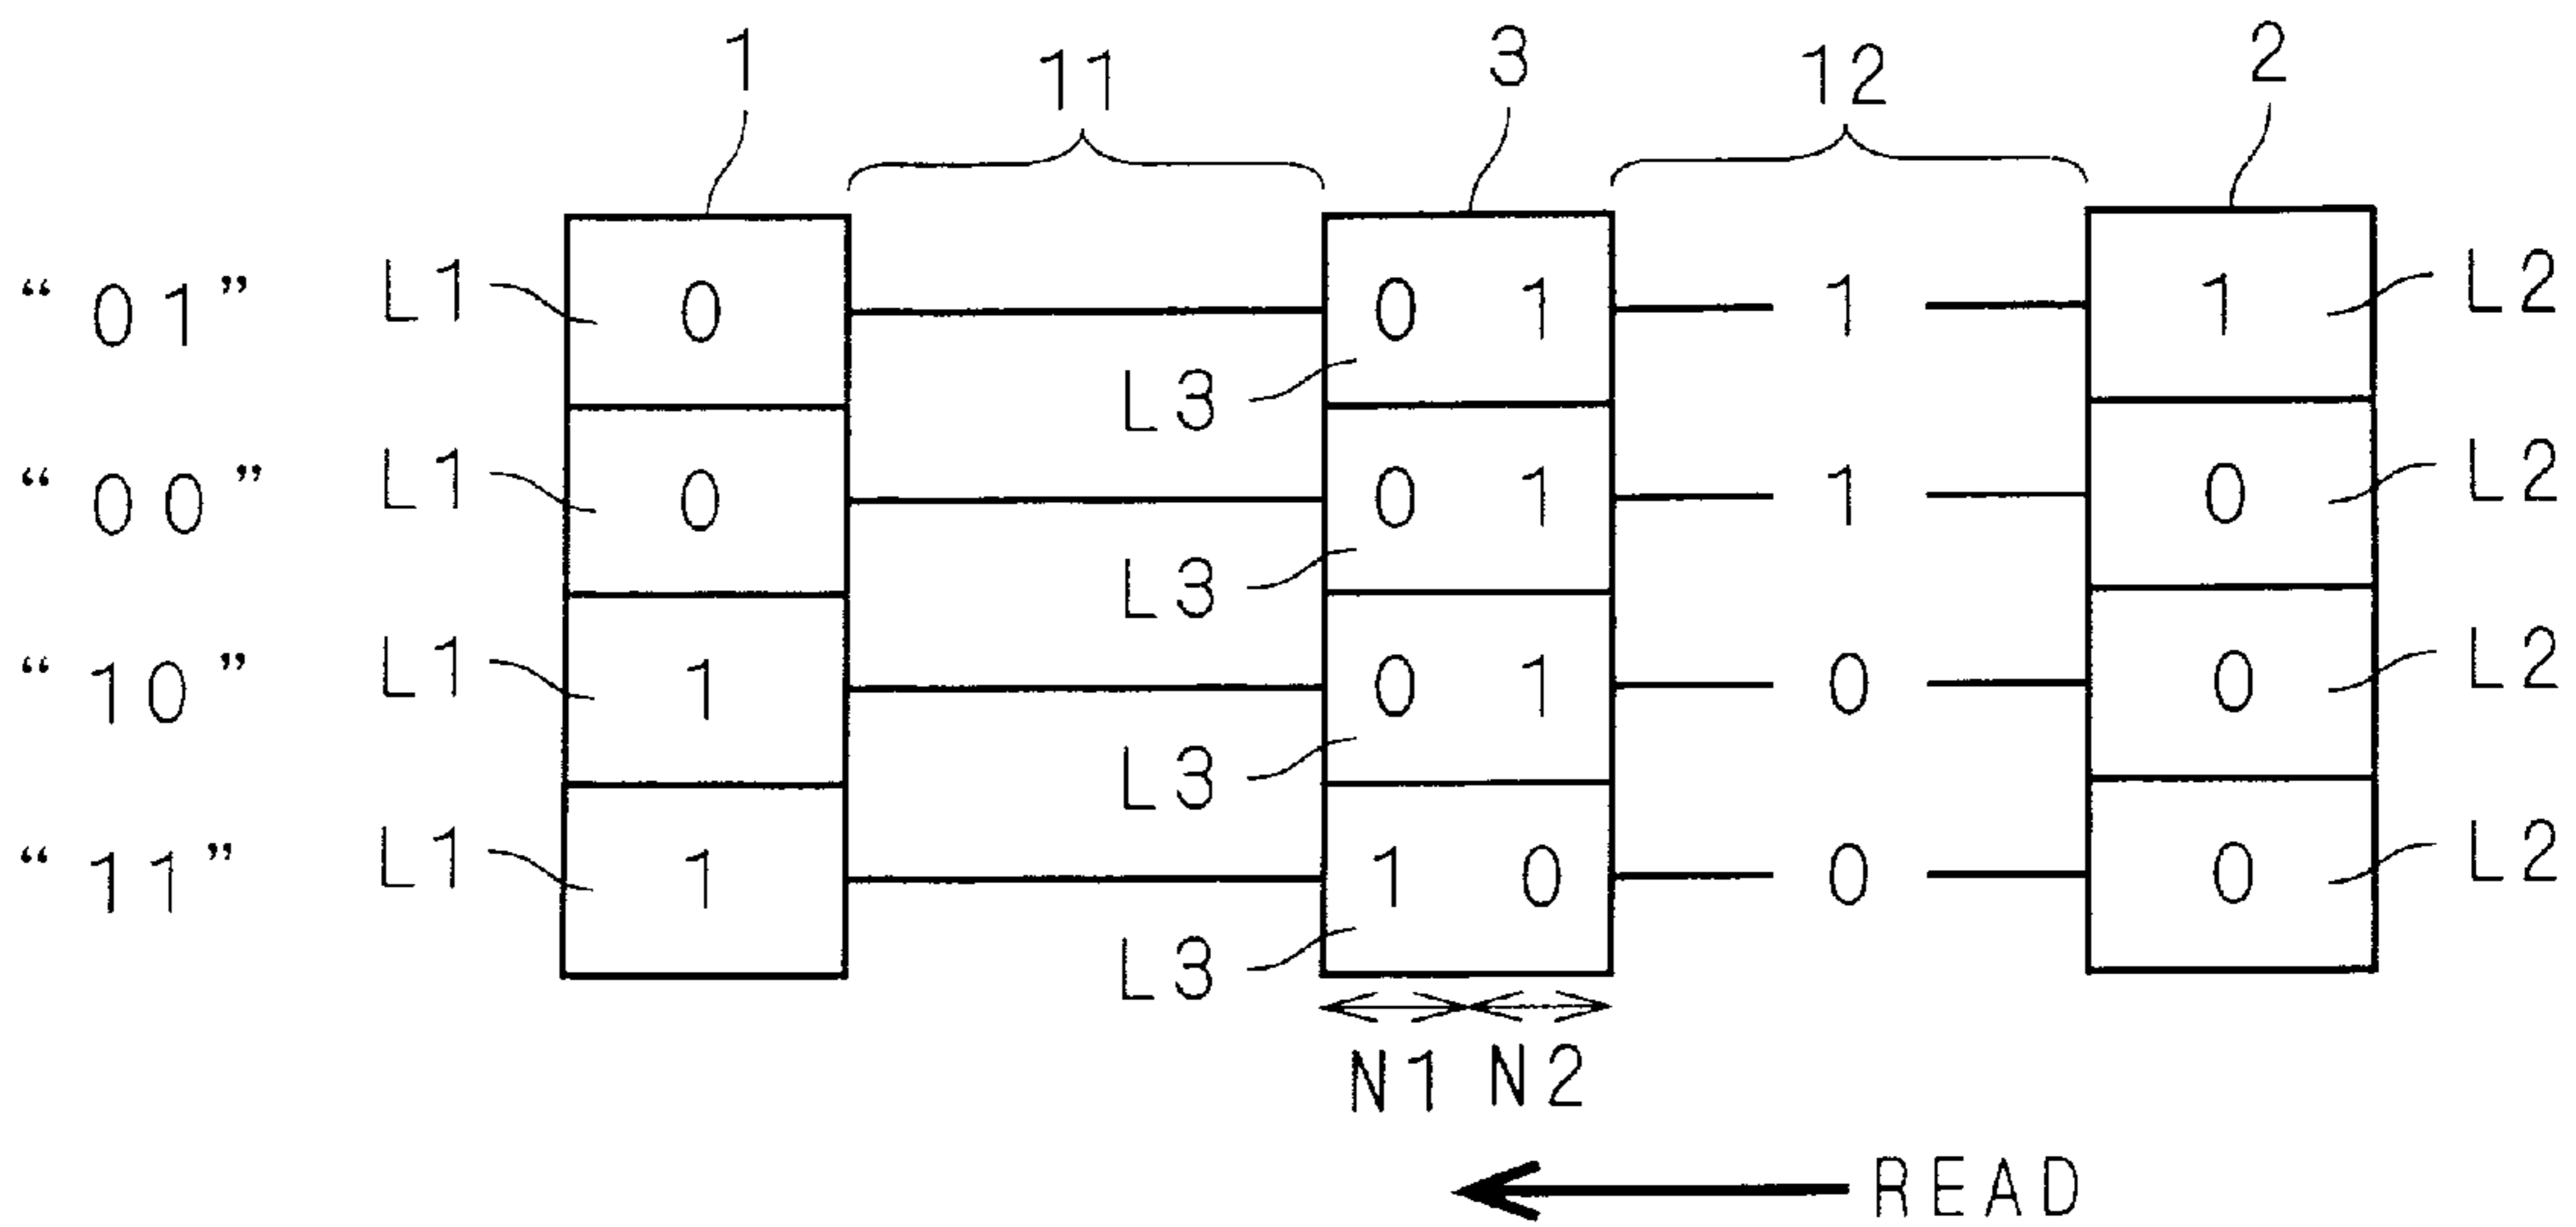 1 11 3 12 2
“01” L1 0 0 1 1 1 L2
L3
“00” L1 0 0 1 1 0 L2
L3
“10” L1 1 0 1 0 0 L2
L3
“11” L1 1 1 0 0 0 L2
L3
N1 N2
READ